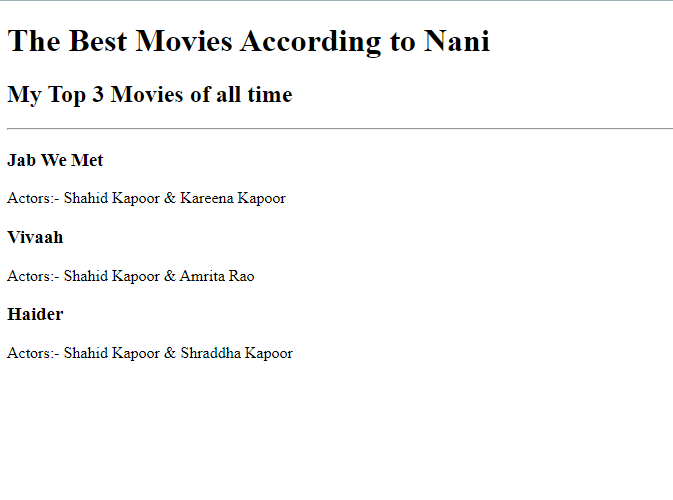 The Best Movies According to Nani
My Top 3 Movies of all time
Jab We Met
Actors:- Shahid Kapoor & Kareena Kapoor
Vivaah
Actors:- Shahid Kapoor & Amrita Rao
Haider
Actors:- Shahid Kapoor & Shraddha Kapoor